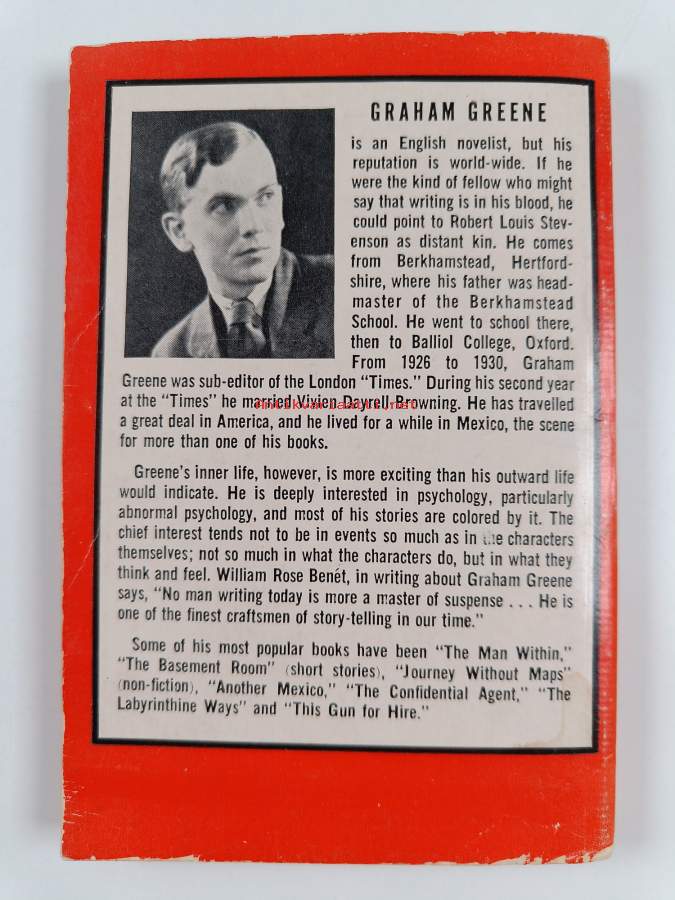 GRAHAM GREENE
is an English novelist, but his
reputation is world-wide. If he
were the kind of fellow who might
say that writing is in his blood, he
could point to Robert Louis Stev-
enson as distant kin. He comes
from Berkhamstead, Hertford-
shire, where his father was head-
master of the Berkhamstead
School. He went to school there,
then to Balliol College, Oxford.
From 1926 to 1930, Graham
Greene was sub-editor of the London "Times." During his second year
at the "Times" he married Vivien Dayrell-Browning. He has travelled
Antikvariaatti.net
a great deal in America, and he lived for a while in Mexico, the scene
for more than one of his books.
Greene's inner life, however, is more exciting than his outward life
would indicate. He is deeply interested in psychology, particularly
abnormal psychology, and most of his stories are colored by it. The
chief interest tends not to be in events so much as in the characters
themselves; not so much in what the characters do, but in what they
think and feel. William Rose Benét, in writing about Graham Greene
says, "No man writing today is more a master of suspense . . . He is
one of the finest craftsmen of story-telling in our time."
Some of his most popular books have been "The Man Within,"
"The Basement Room" (short stories), "Journey Without Maps"
(non-fiction), "Another Mexico," "The Confidential Agent," "The
Labyrinthine Ways" and "This Gun for Hire."